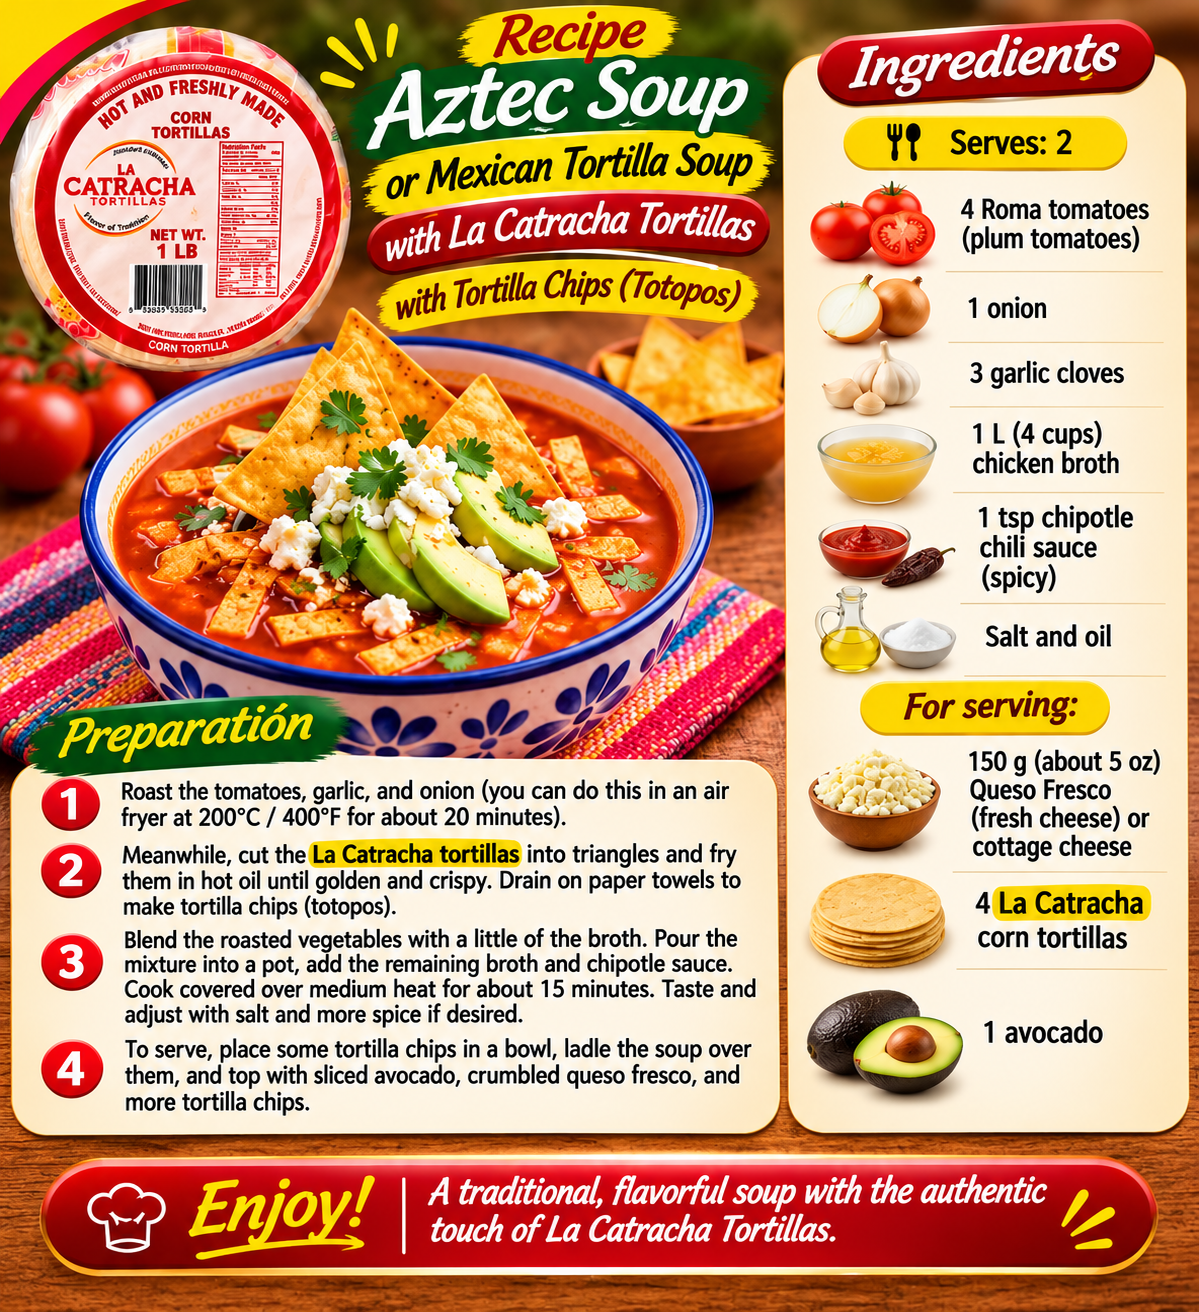 Recipe
Aztec Soup
or Mexican Tortilla Soup
with La Catracha Tortillas
with Tortilla Chips (Totopos)
HOT AND FRESHLY MADE
CORN
TORTILLAS
LA
CATRACHA
TORTILLAS
Flavor of Tradition
NET WT.
1 LB
Nutrition Facts
CORN TORTILLA
Ingredients
Serves: 2
4 Roma tomatoes
(plum tomatoes)
1 onion
3 garlic cloves
1 L (4 cups)
chicken broth
1 tsp chipotle
chili sauce
(spicy)
Salt and oil
For serving:
150 g (about 5 oz)
Queso Fresco
(fresh cheese) or
cottage cheese
4 La Catracha
corn tortillas
1 avocado
Preparatión
1
Roast the tomatoes, garlic, and onion (you can do this in an air
fryer at 200°C / 400°F for about 20 minutes).
2
Meanwhile, cut the La Catracha tortillas into triangles and fry
them in hot oil until golden and crispy. Drain on paper towels to
make tortilla chips (totopos).
3
Blend the roasted vegetables with a little of the broth. Pour the
mixture into a pot, add the remaining broth and chipotle sauce.
Cook covered over medium heat for about 15 minutes. Taste and
adjust with salt and more spice if desired.
4
To serve, place some tortilla chips in a bowl, ladle the soup over
them, and top with sliced avocado, crumbled queso fresco, and
more tortilla chips.
Enjoy!
A traditional, flavorful soup with the authentic
touch of La Catracha Tortillas.